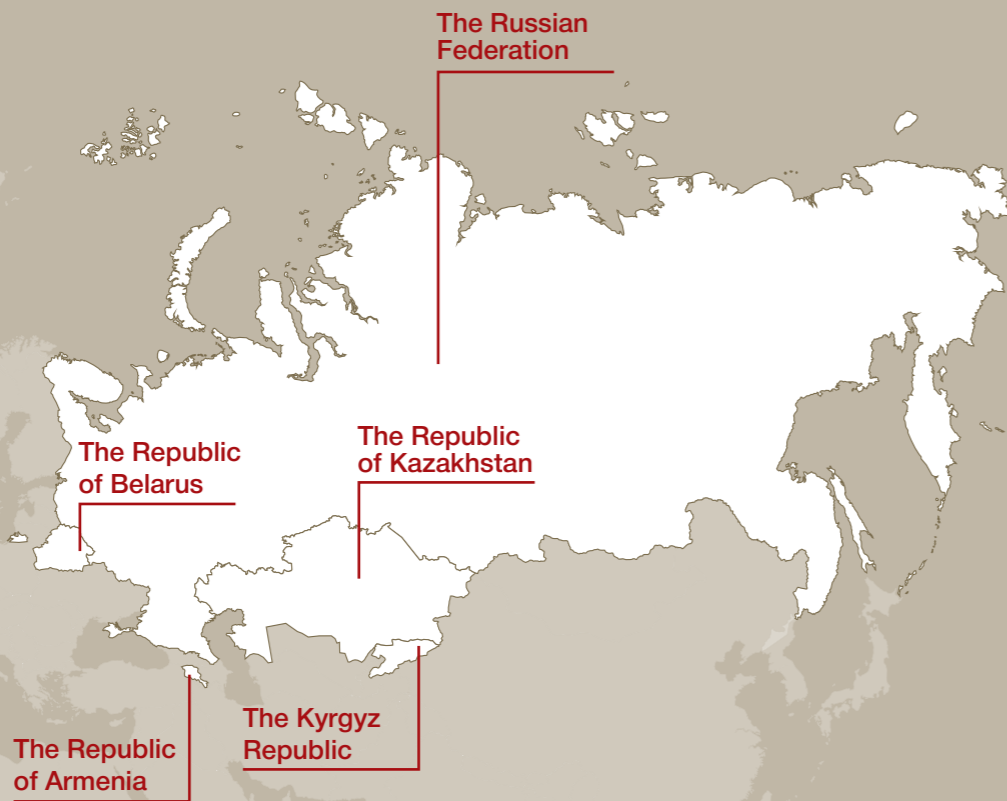 The Russian
Federation
The Republic
of Belarus
The Republic
of Kazakhstan
The Kyrgyz
Republic
The Republic
of Armenia